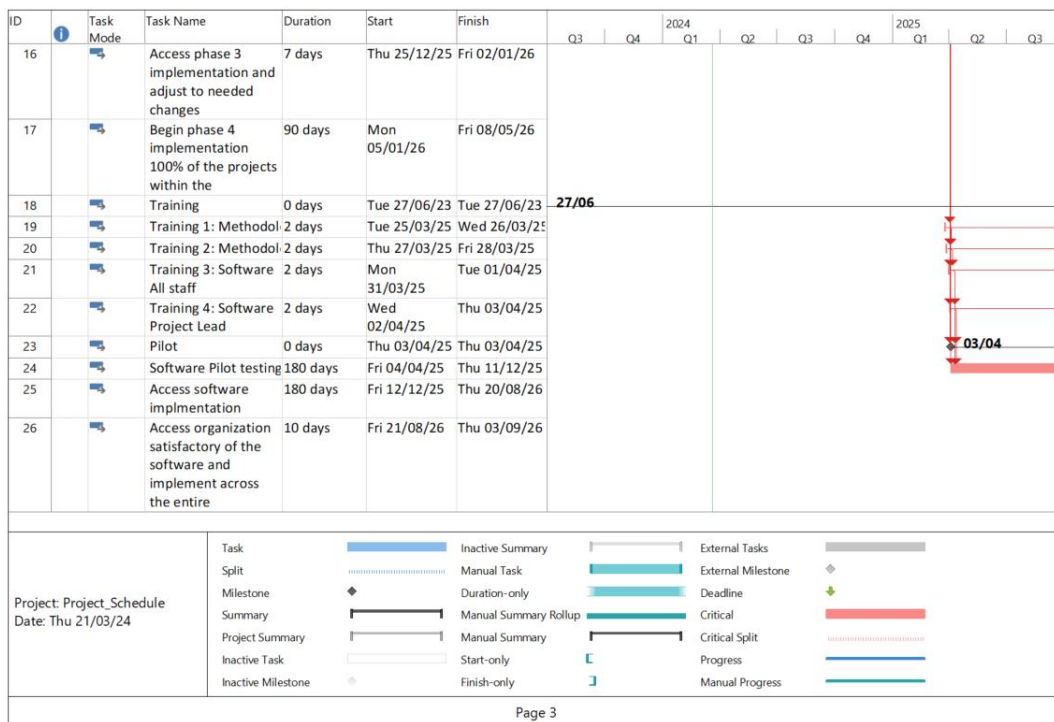 ID Task Mode Task Name Duration Start Finish
2024 2025
Q3 Q4 Q1 Q2 Q3 Q4 Q1 Q2 Q3
16 Access phase 3 7 days Thu 25/12/25 Fri 02/01/26
implementation and
adjust to needed
changes
17 Begin phase 4 90 days Mon Fri 08/05/26
implementation 05/01/26
100% of the projects
within the
18 Training 0 days Tue 27/06/23 Tue 27/06/23 27/06
19 Training 1: Methodol 2 days Tue 25/03/25 Wed 26/03/25
20 Training 2: Methodol 2 days Thu 27/03/25 Fri 28/03/25
21 Training 3: Software 2 days Mon Tue 01/04/25
All staff 31/03/25
22 Training 4: Software 2 days Wed Thu 03/04/25
Project Lead 02/04/25
23 Pilot 0 days Thu 03/04/25 Thu 03/04/25 03/04
24 Software Pilot testing 180 days Fri 04/04/25 Thu 11/12/25
25 Access software 180 days Fri 12/12/25 Thu 20/08/26
implmentation
26 Access organization 10 days Fri 21/08/26 Thu 03/09/26
satisfactory of the
software and
implement across
the entire
Project: Project_Schedule
Date: Thu 21/03/24
Task Inactive Summary External Tasks
Split Manual Task External Milestone
Milestone Duration-only Deadline
Summary Manual Summary Rollup Critical
Project Summary Manual Summary Critical Split
Inactive Task Start-only Progress
Inactive Milestone Finish-only Manual Progress
Page 3